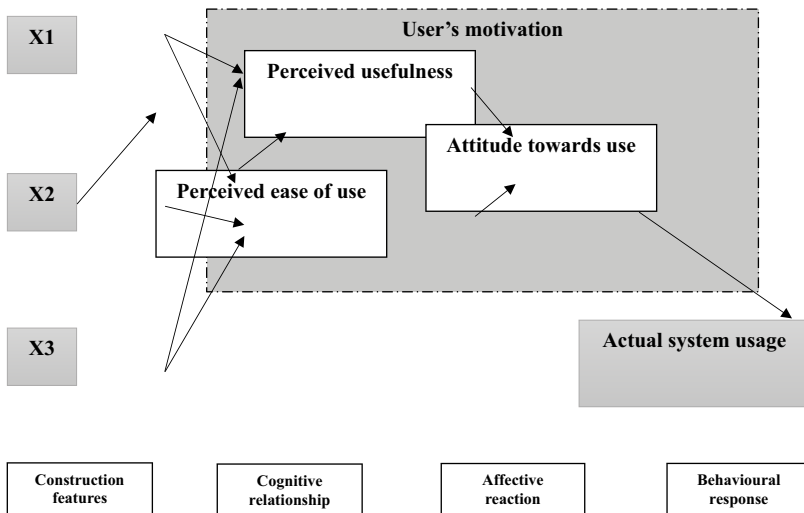 X1
User's motivation
Perceived usefulness
Attitude towards use
X2
Perceived ease of use
X3
Actual system usage
Construction
features
Cognitive
relationship
Affective
reaction
Behavioural
response